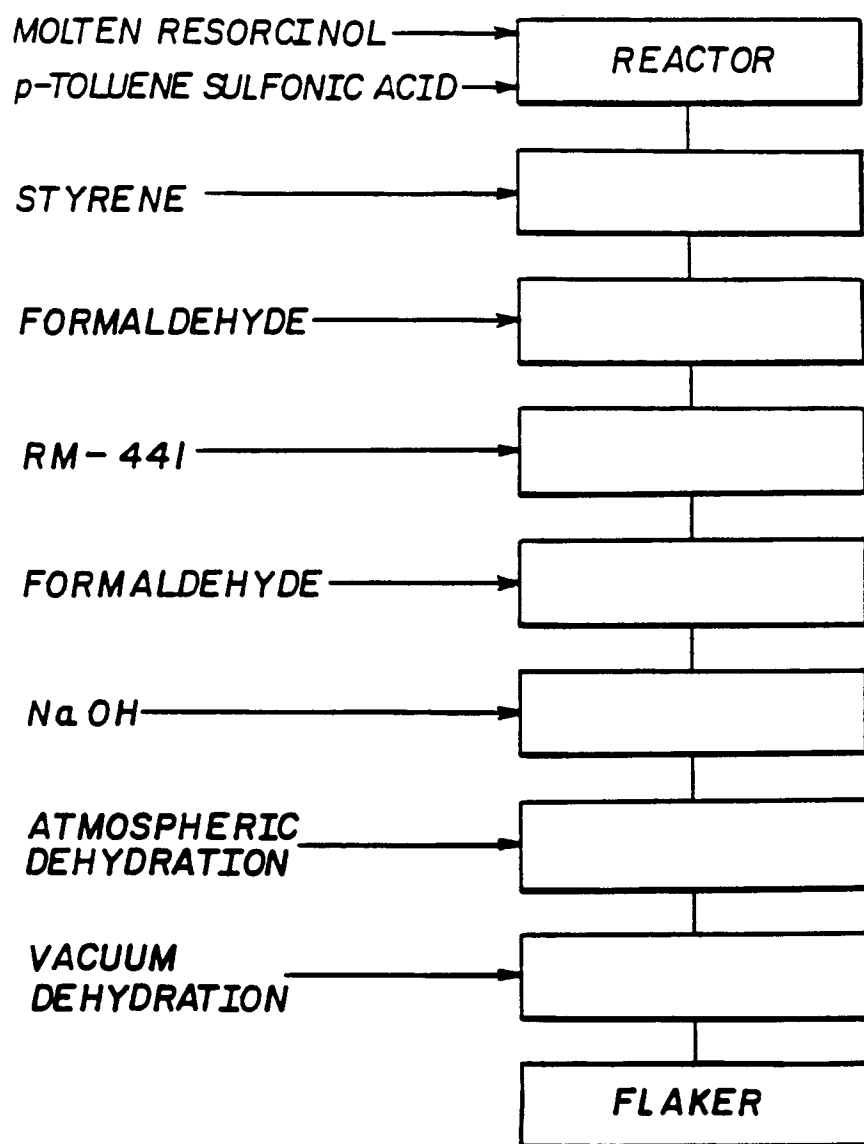 MOLTEN RESORCINOL
REACTOR
p-TOLUENE SULFONIC ACID
STYRENE
FORMALDEHYDE
RM-441
FORMALDEHYDE
NaOH
ATMOSPHERIC
DEHYDRATION
VACUUM
DEHYDRATION
FLAKER